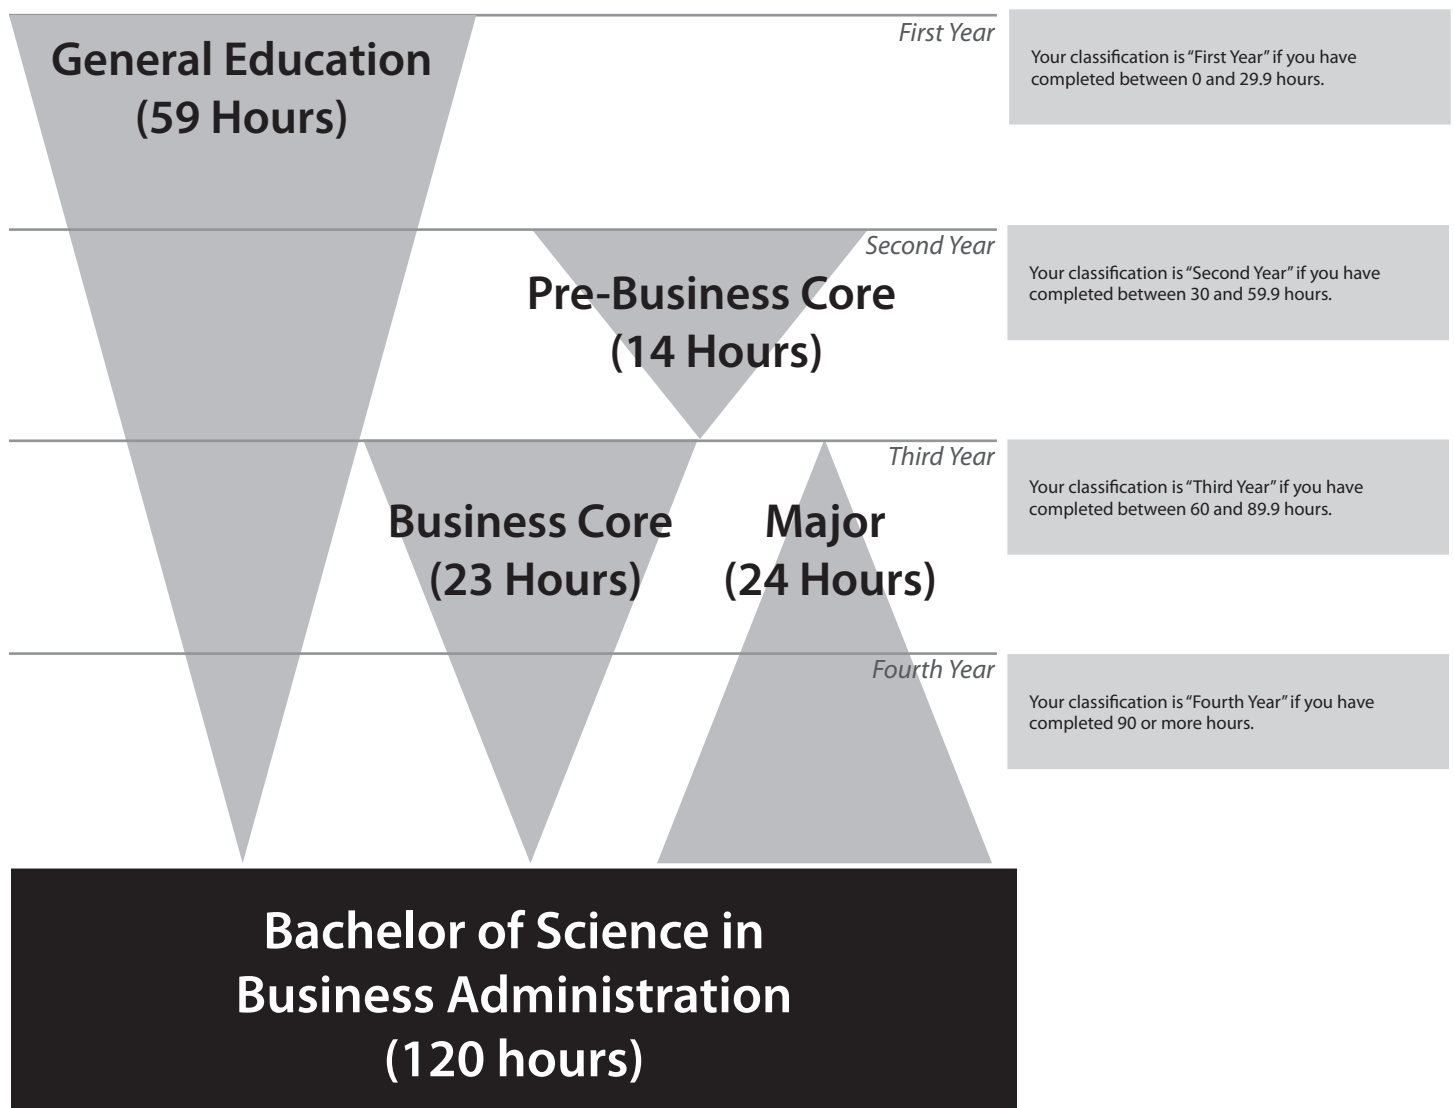 General Education
(59 Hours)
First Year
Your classification is “First Year” if you have
completed between 0 and 29.9 hours.
Second Year
Pre-Business Core
(14 Hours)
Your classification is “Second Year” if you have
completed between 30 and 59.9 hours.
Third Year
Business Core
(23 Hours)
Major
(24 Hours)
Your classification is “Third Year” if you have
completed between 60 and 89.9 hours.
Fourth Year
Your classification is “Fourth Year” if you have
completed 90 or more hours.
Bachelor of Science in
Business Administration
(120 hours)